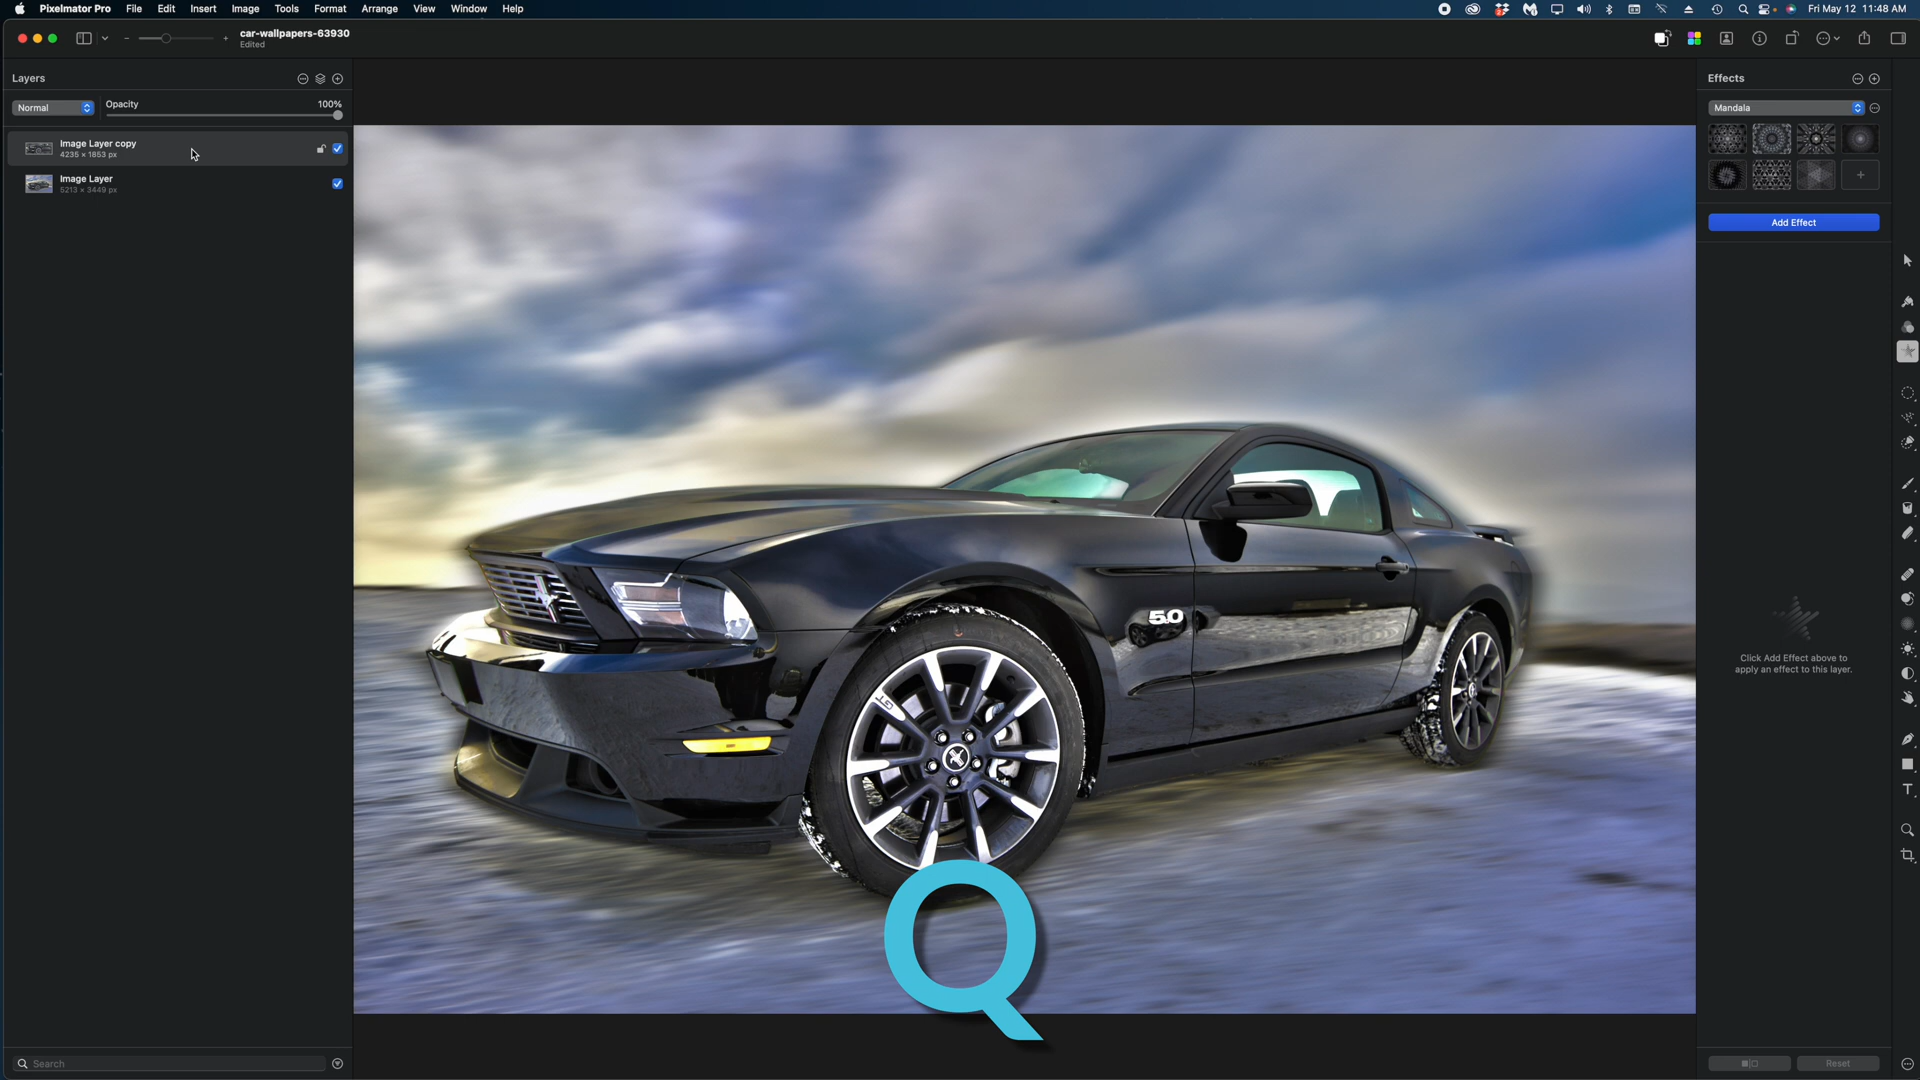 Pixelmator Pro File Edit Insert Image Tools Format Arrange View Window Help
Fri May 12 11:48 AM
car-wallpapers-63930
Edited
Layers
Normal
Opacity 100%
Image Layer copy
4235 × 1853 px
Image Layer
5213 × 3449 px
Search
5.0
GT
Q
Effects
Mandala
Add Effect
Click Add Effect above to
apply an effect to this layer.
Reset